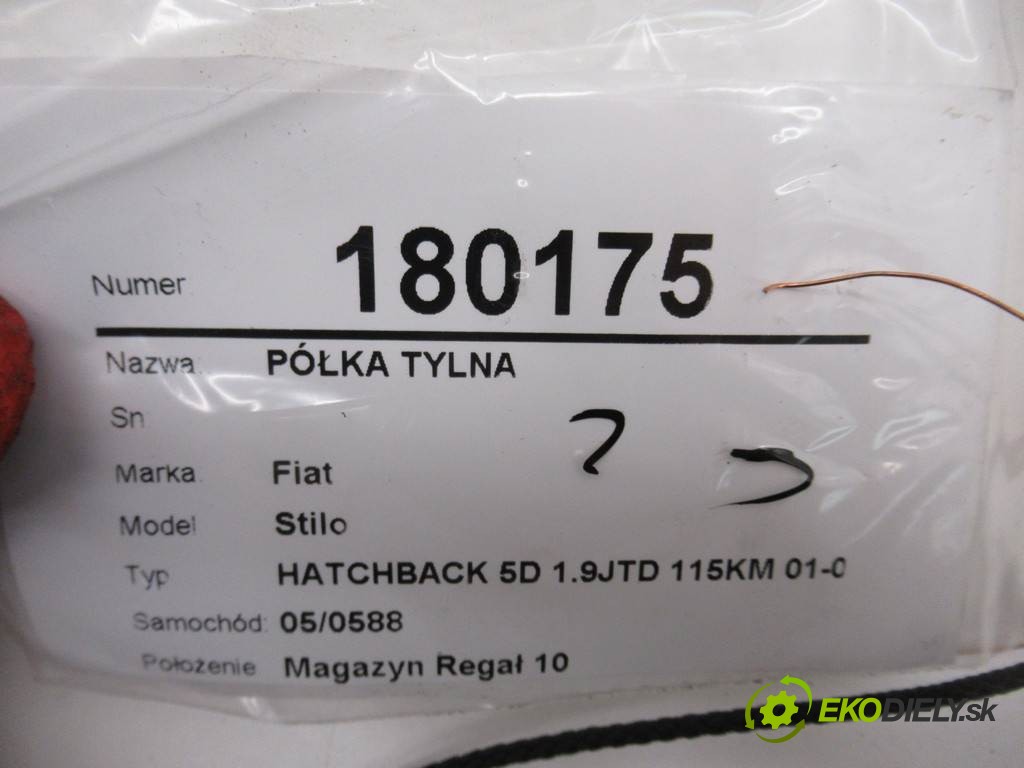 Numer 180175
Nazwa: PÓŁKA TYLNA
Sn
Marka: Fiat
Model Stilo
Typ HATCHBACK 5D 1.9JTD 115KM 01-0
Samochód: 05/0588
Położenie Magazyn Regał 10
EKODIELY.sk